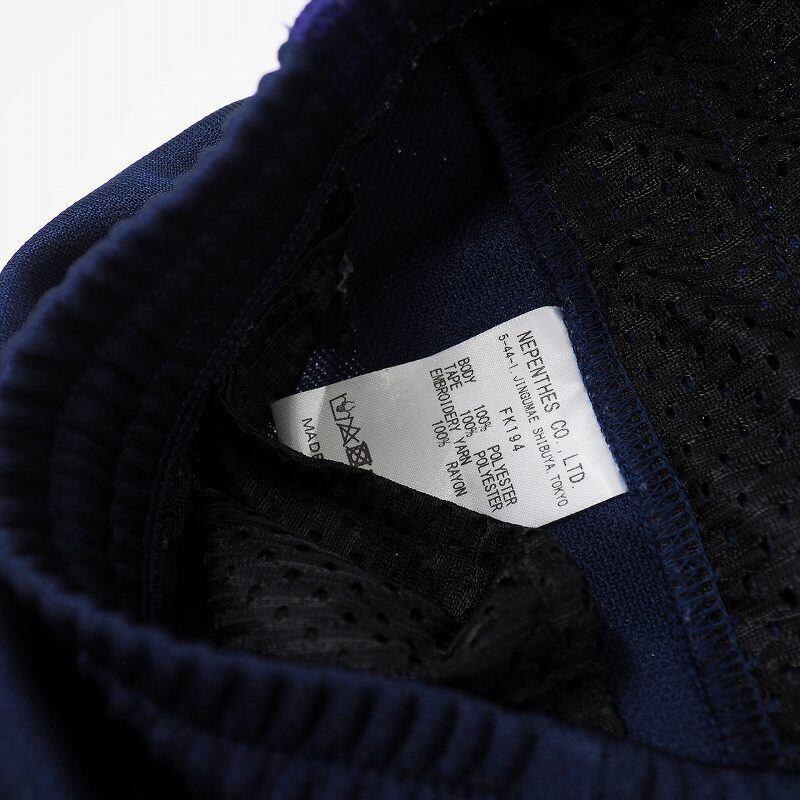 NEPENTHES CO., LTD.
5-44-1, JINGUMAE SHIBUYA, TOKYO
FK194
BODY 100% POLYESTER
TAPE 100% POLYESTER
EMBROIDERY YARN
100% RAYON
MADE